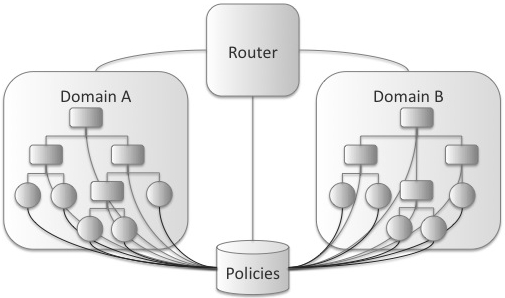 Router
Domain A
Domain B
Policies